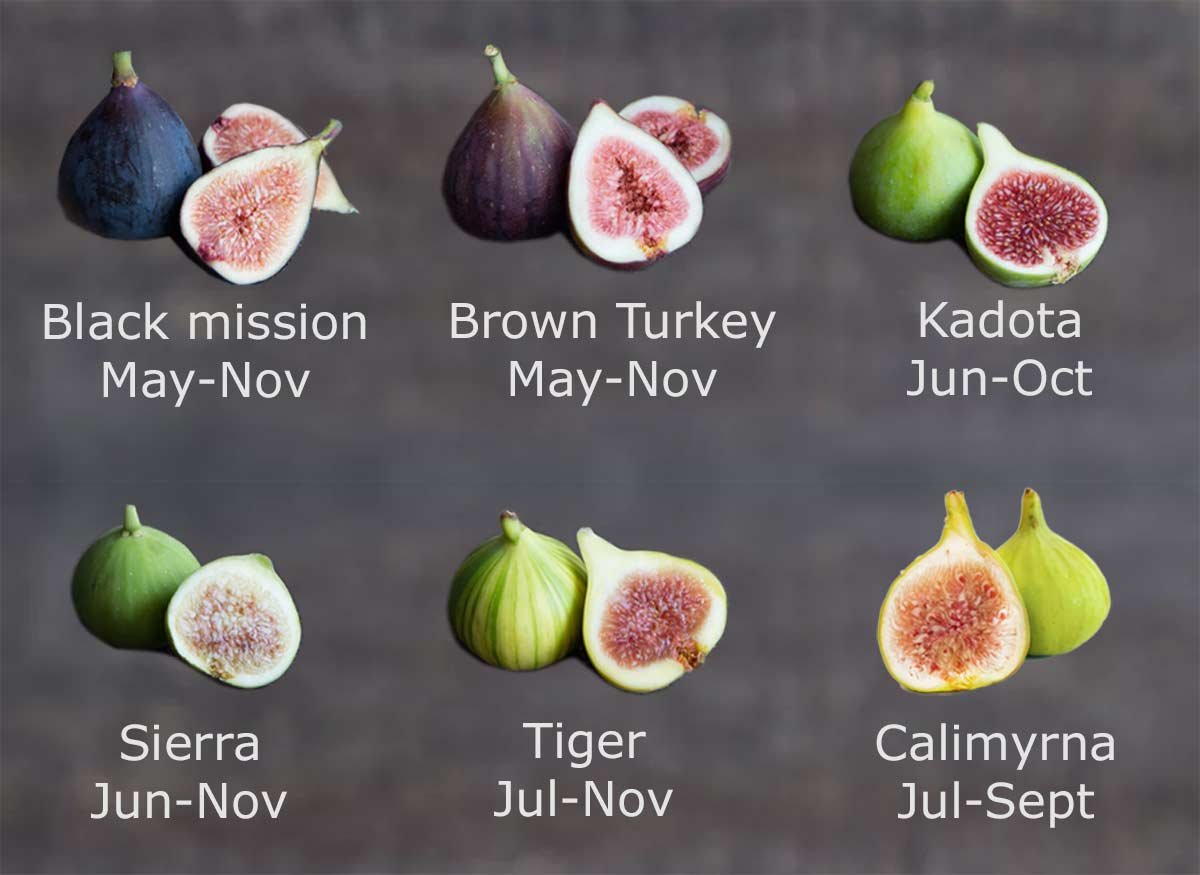 Black mission
May-Nov
Brown Turkey
May-Nov
Kadota
Jun-Oct
Sierra
Jun-Nov
Tiger
Jul-Nov
Calimyrna
Jul-Sept